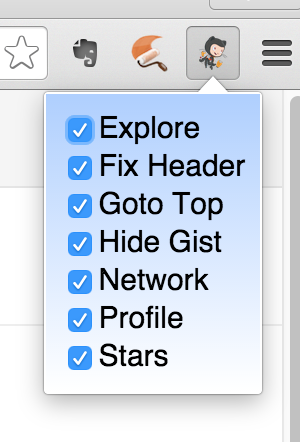 Explore
Fix Header
Goto Top
Hide Gist
Network
Profile
Stars